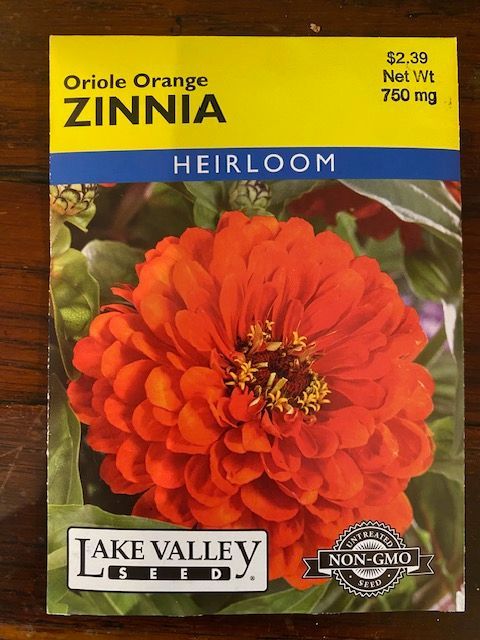 Oriole Orange
ZINNIA
$2.39
Net Wt
750 mg
HEIRLOOM
LAKE VALLEY
SEED®
UNTREATED
NON-GMO
SEED